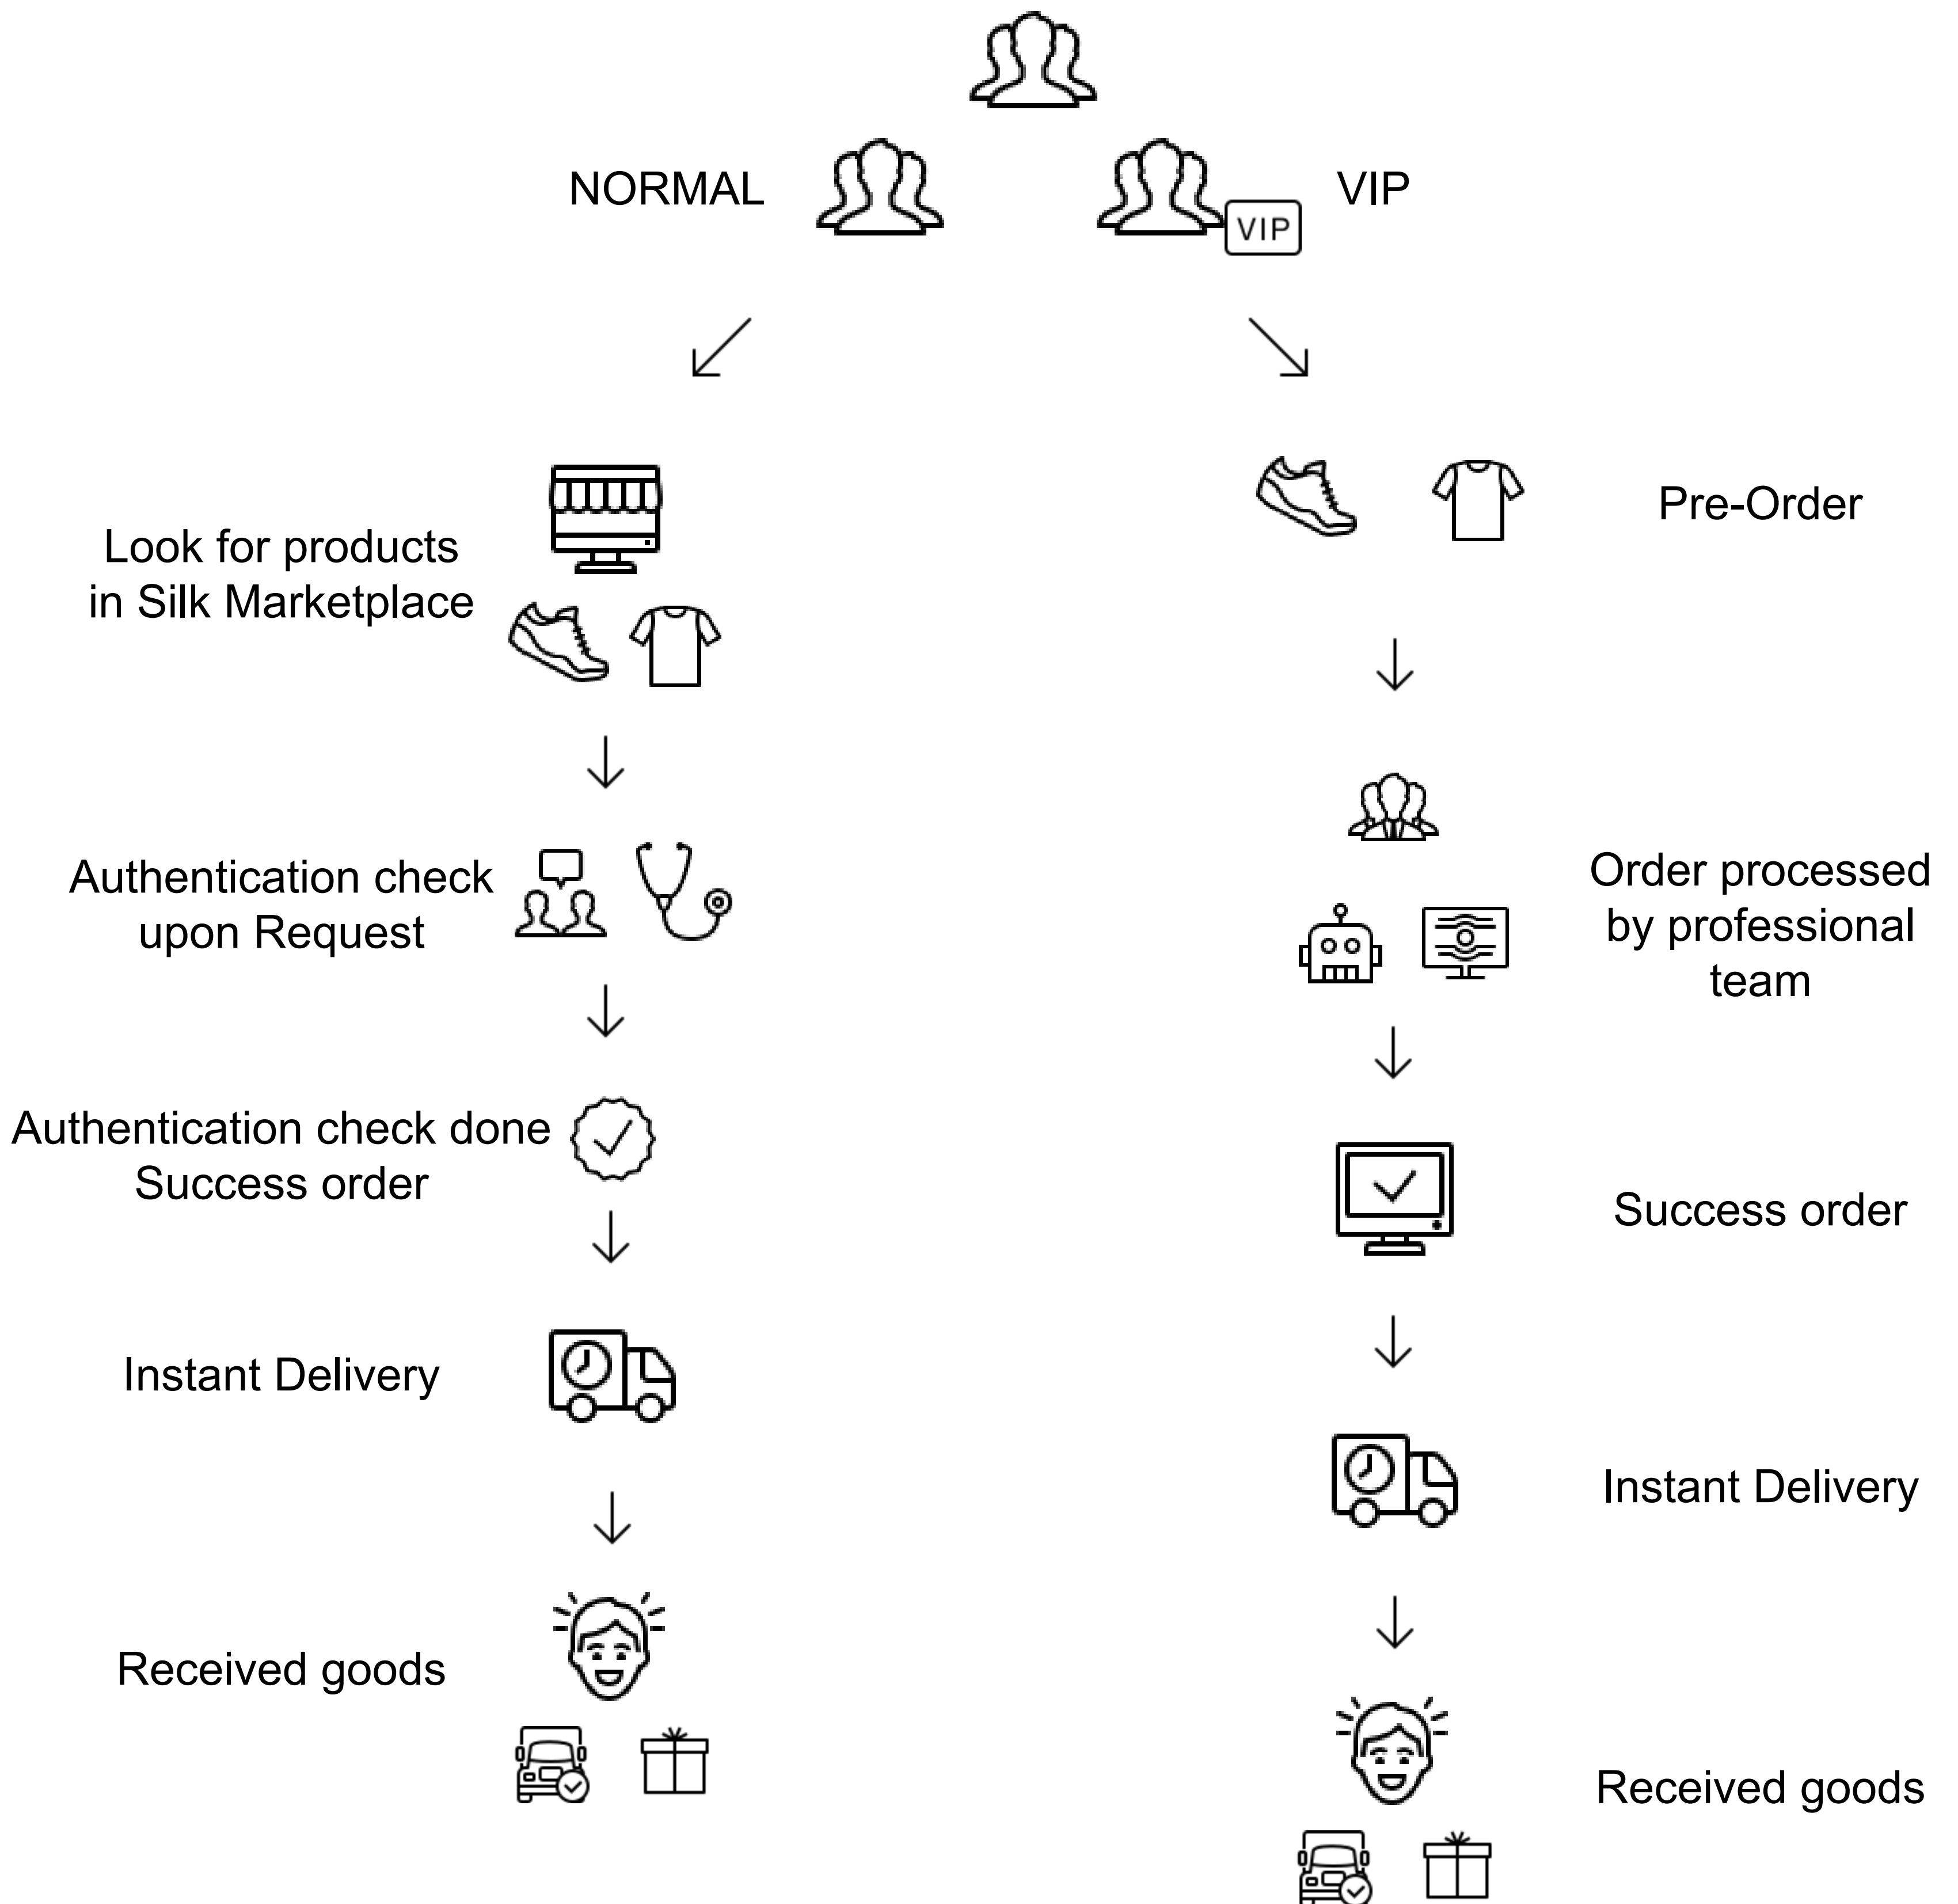 NORMAL
VIP
VIP
Look for products
in Silk Marketplace
Authentication check
upon Request
Authentication check done
Success order
Instant Delivery
Received goods
Pre-Order
Order processed
by professional
team
Success order
Instant Delivery
Received goods